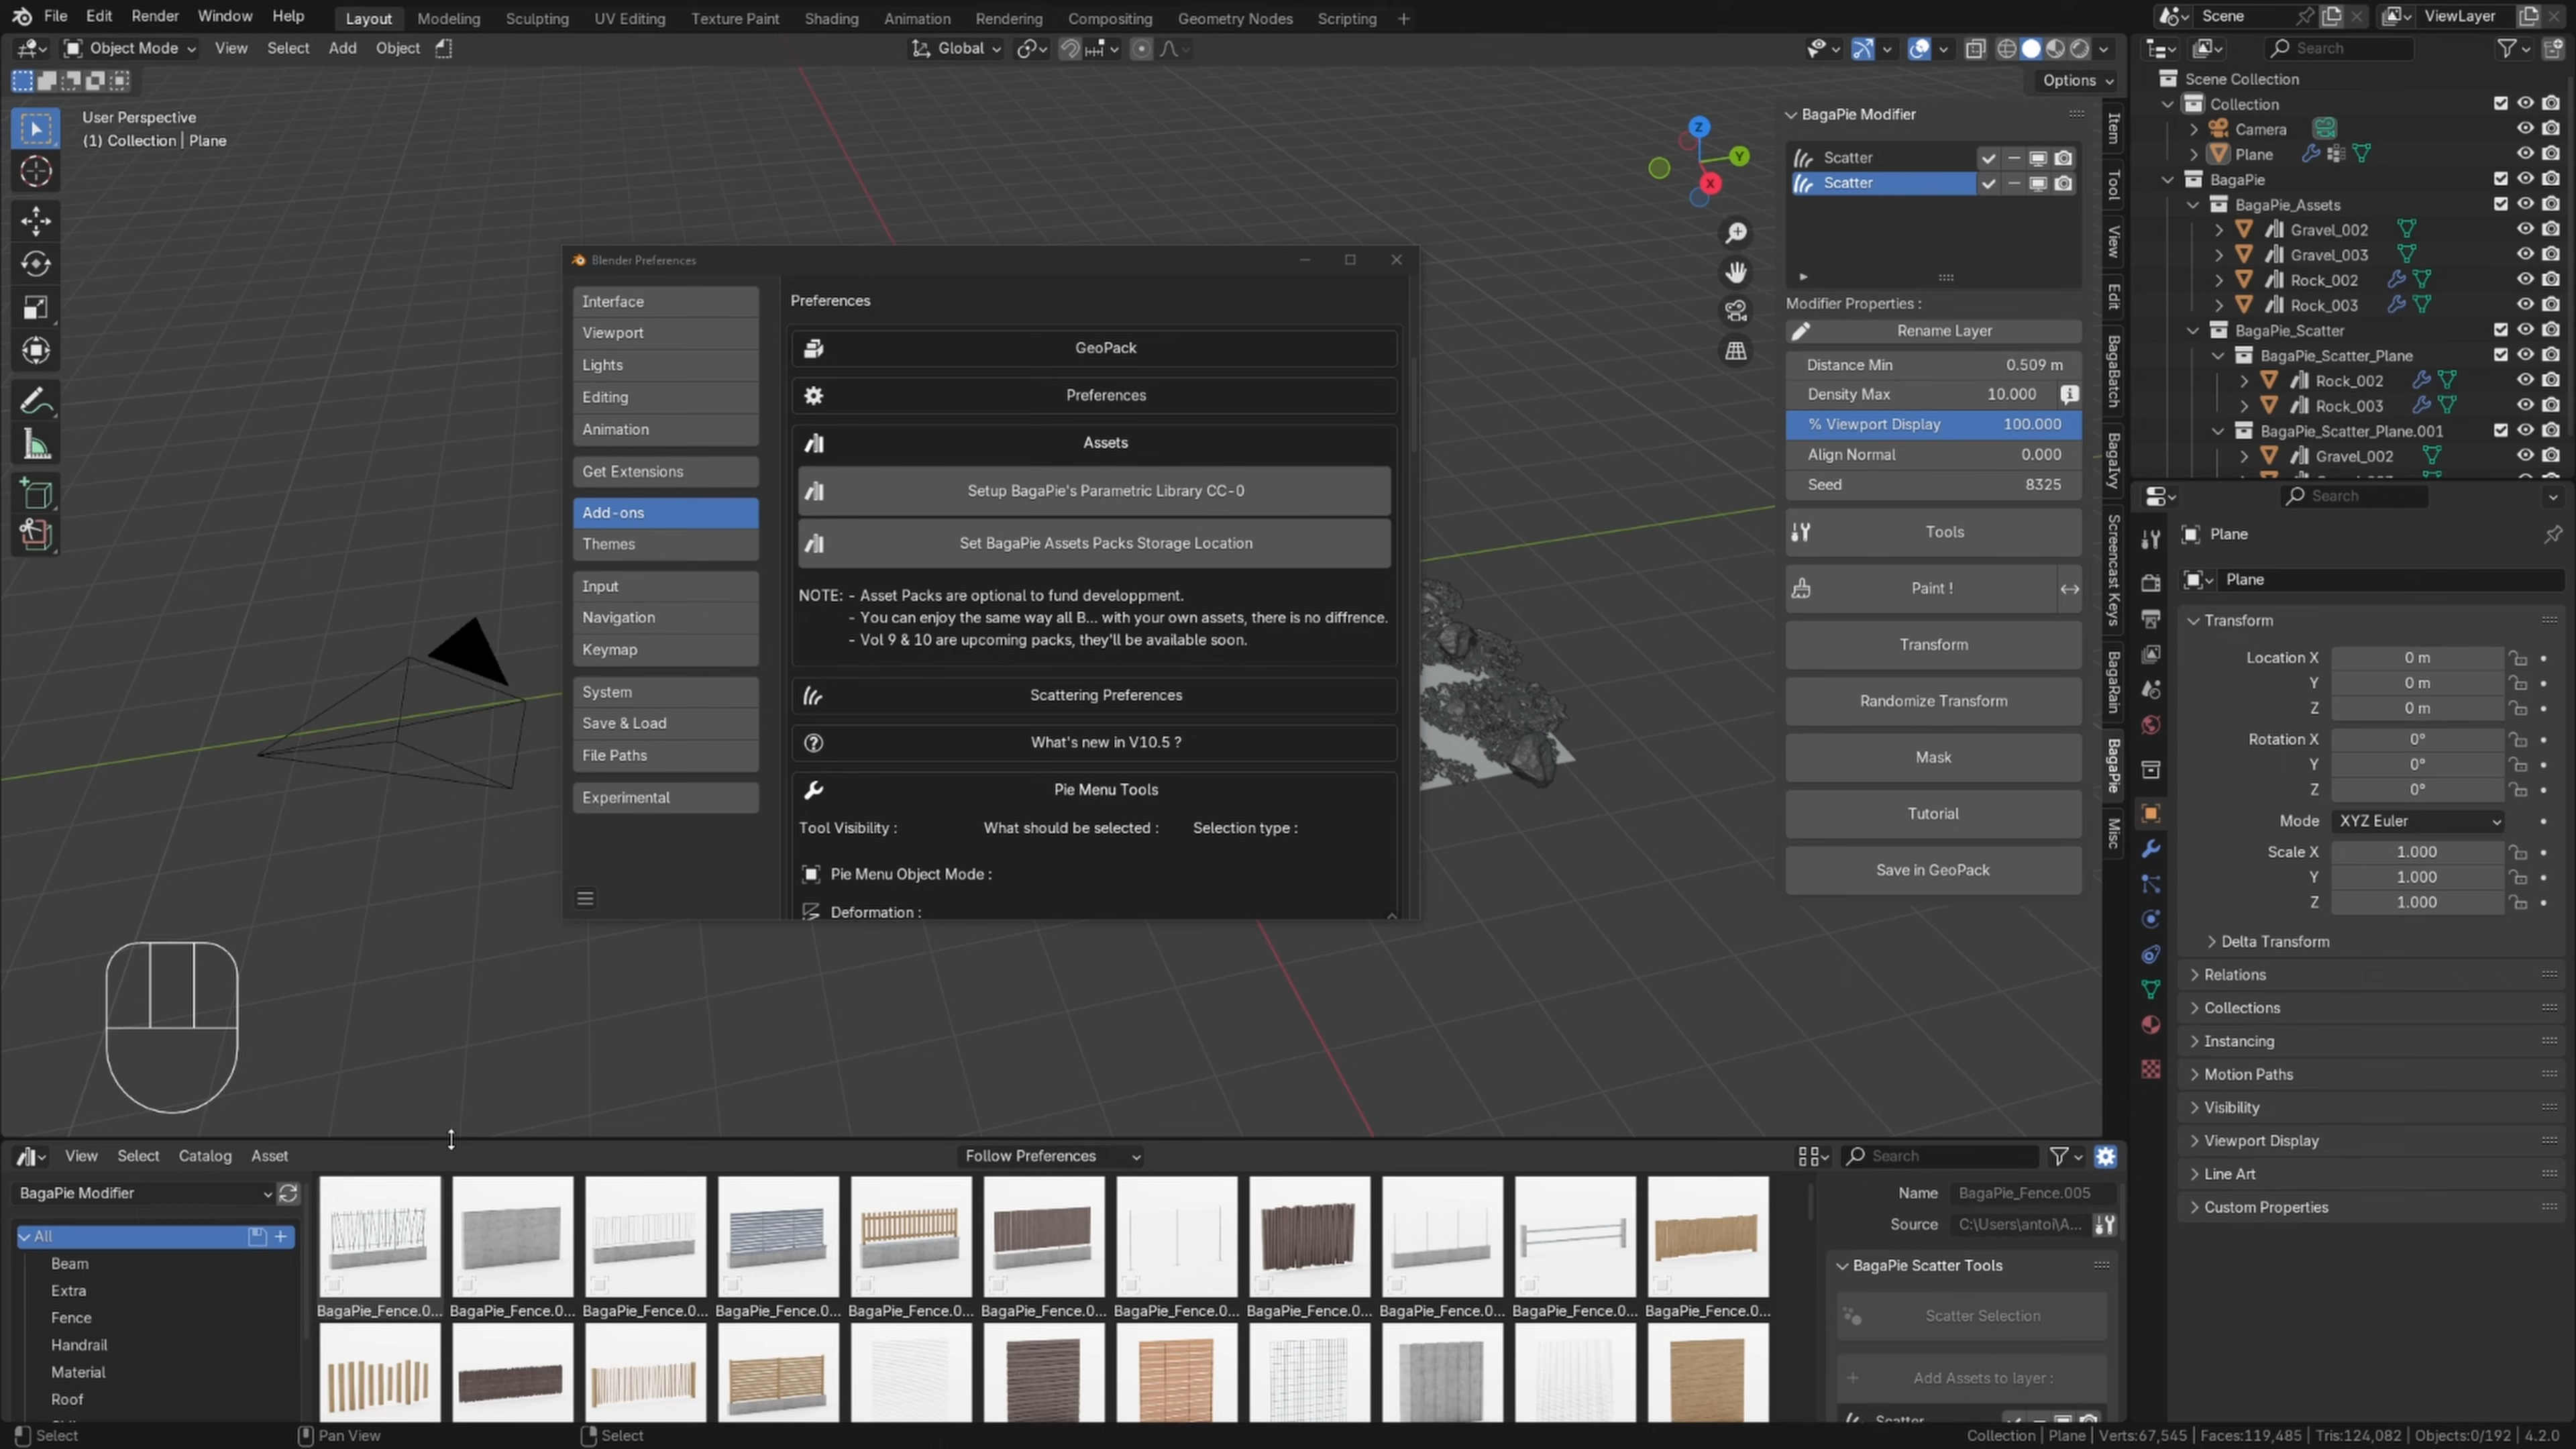 File Edit Render Window Help Layout Modeling Sculpting UV Editing Texture Paint Shading Animation Rendering Compositing Geometry Nodes Scripting + Scene ViewLayer
Object Mode View Select Add Object Global Search
Options
User Perspective
(1) Collection | Plane
Z
Y
X
BagaPie Modifier
Scatter
Scatter
Modifier Properties :
Rename Layer
Distance Min 0.509 m
Density Max 10.000
% Viewport Display 100.000
Align Normal 0.000
Seed 8325
Tools
Paint !
Transform
Randomize Transform
Mask
Tutorial
Save in GeoPack
Item
Tool
View
Edit
BagaBatch
BagaIvy
Screencast Keys
BagaRain
BagaPie
Misc
Blender Preferences
Interface
Viewport
Lights
Editing
Animation
Get Extensions
Add-ons
Themes
Input
Navigation
Keymap
System
Save & Load
File Paths
Experimental
Preferences
GeoPack
Preferences
Assets
Setup BagaPie's Parametric Library CC-0
Set BagaPie Assets Packs Storage Location
NOTE: - Asset Packs are optional to fund developpment.
- You can enjoy the same way all B... with your own assets, there is no diffrence.
- Vol 9 & 10 are upcoming packs, they'll be available soon.
Scattering Preferences
What's new in V10.5 ?
Pie Menu Tools
Tool Visibility : What should be selected : Selection type :
Pie Menu Object Mode :
Deformation :
Scene Collection
Collection
Camera
Plane
BagaPie
BagaPie_Assets
Gravel_002
Gravel_003
Rock_002
Rock_003
BagaPie_Scatter
BagaPie_Scatter_Plane
Rock_002
Rock_003
BagaPie_Scatter_Plane.001
Gravel_002
Search
Plane
Plane
Transform
Location X 0 m
Y 0 m
Z 0 m
Rotation X 0°
Y 0°
Z 0°
Mode XYZ Euler
Scale X 1.000
Y 1.000
Z 1.000
Delta Transform
Relations
Collections
Instancing
Motion Paths
Visibility
Viewport Display
Line Art
Custom Properties
View Select Catalog Asset Follow Preferences Search
BagaPie Modifier
All
Beam
Extra
Fence
Handrail
Material
Roof
BagaPie_Fence.0... BagaPie_Fence.0... BagaPie_Fence.0... BagaPie_Fence.0... BagaPie_Fence.0... BagaPie_Fence.0... BagaPie_Fence.0... BagaPie_Fence.0... BagaPie_Fence.0... BagaPie_Fence.0... BagaPie_Fence.0...
Name BagaPie_Fence.005
Source C:\Users\antoi\A...
BagaPie Scatter Tools
Scatter Selection
Add Assets to layer :
Scatter
Select Pan View Select Collection | Plane | Verts:67,545 | Faces:119,485 | Tris:124,082 | Objects:0/192 | 4.2.0